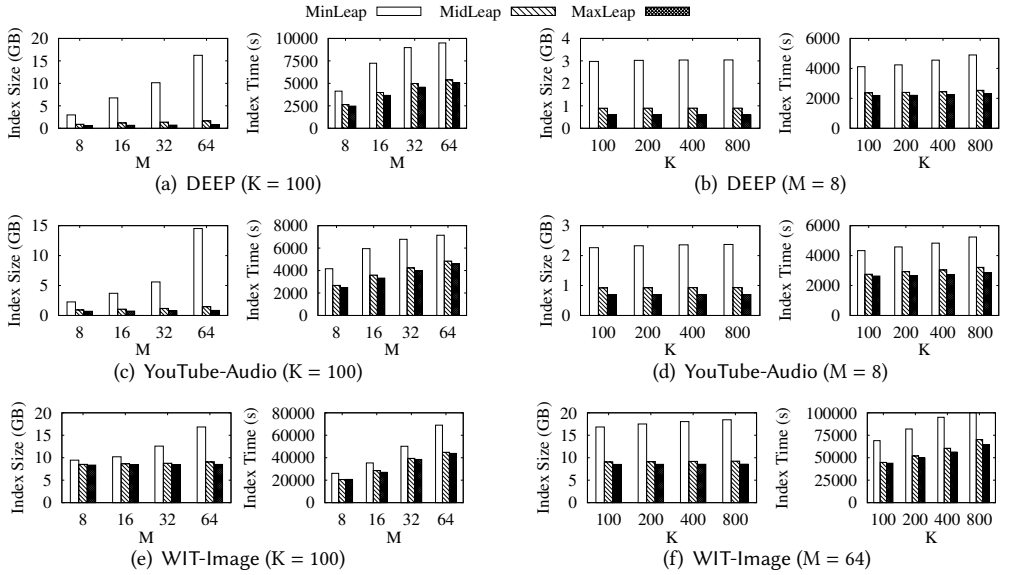 MinLeap MidLeap MaxLeap
Index Size (GB) 20 15 10 5 0 8 16 32 64 M
Index Time (s) 10000 7500 5000 2500 0 8 16 32 64 M
(a) DEEP (K = 100)
Index Size (GB) 4 3 2 1 0 100 200 400 800 K
Index Time (s) 6000 4000 2000 0 100 200 400 800 K
(b) DEEP (M = 8)
Index Size (GB) 15 10 5 0 8 16 32 64 M
Index Time (s) 8000 6000 4000 2000 0 8 16 32 64 M
(c) YouTube-Audio (K = 100)
Index Size (GB) 3 2 1 0 100 200 400 800 K
Index Time (s) 6000 4000 2000 0 100 200 400 800 K
(d) YouTube-Audio (M = 8)
Index Size (GB) 20 15 10 5 0 8 16 32 64 M
Index Time (s) 80000 60000 40000 20000 0 8 16 32 64 M
(e) WIT-Image (K = 100)
Index Size (GB) 20 15 10 5 0 100 200 400 800 K
Index Time (s) 100000 75000 50000 25000 0 100 200 400 800 K
(f) WIT-Image (M = 64)